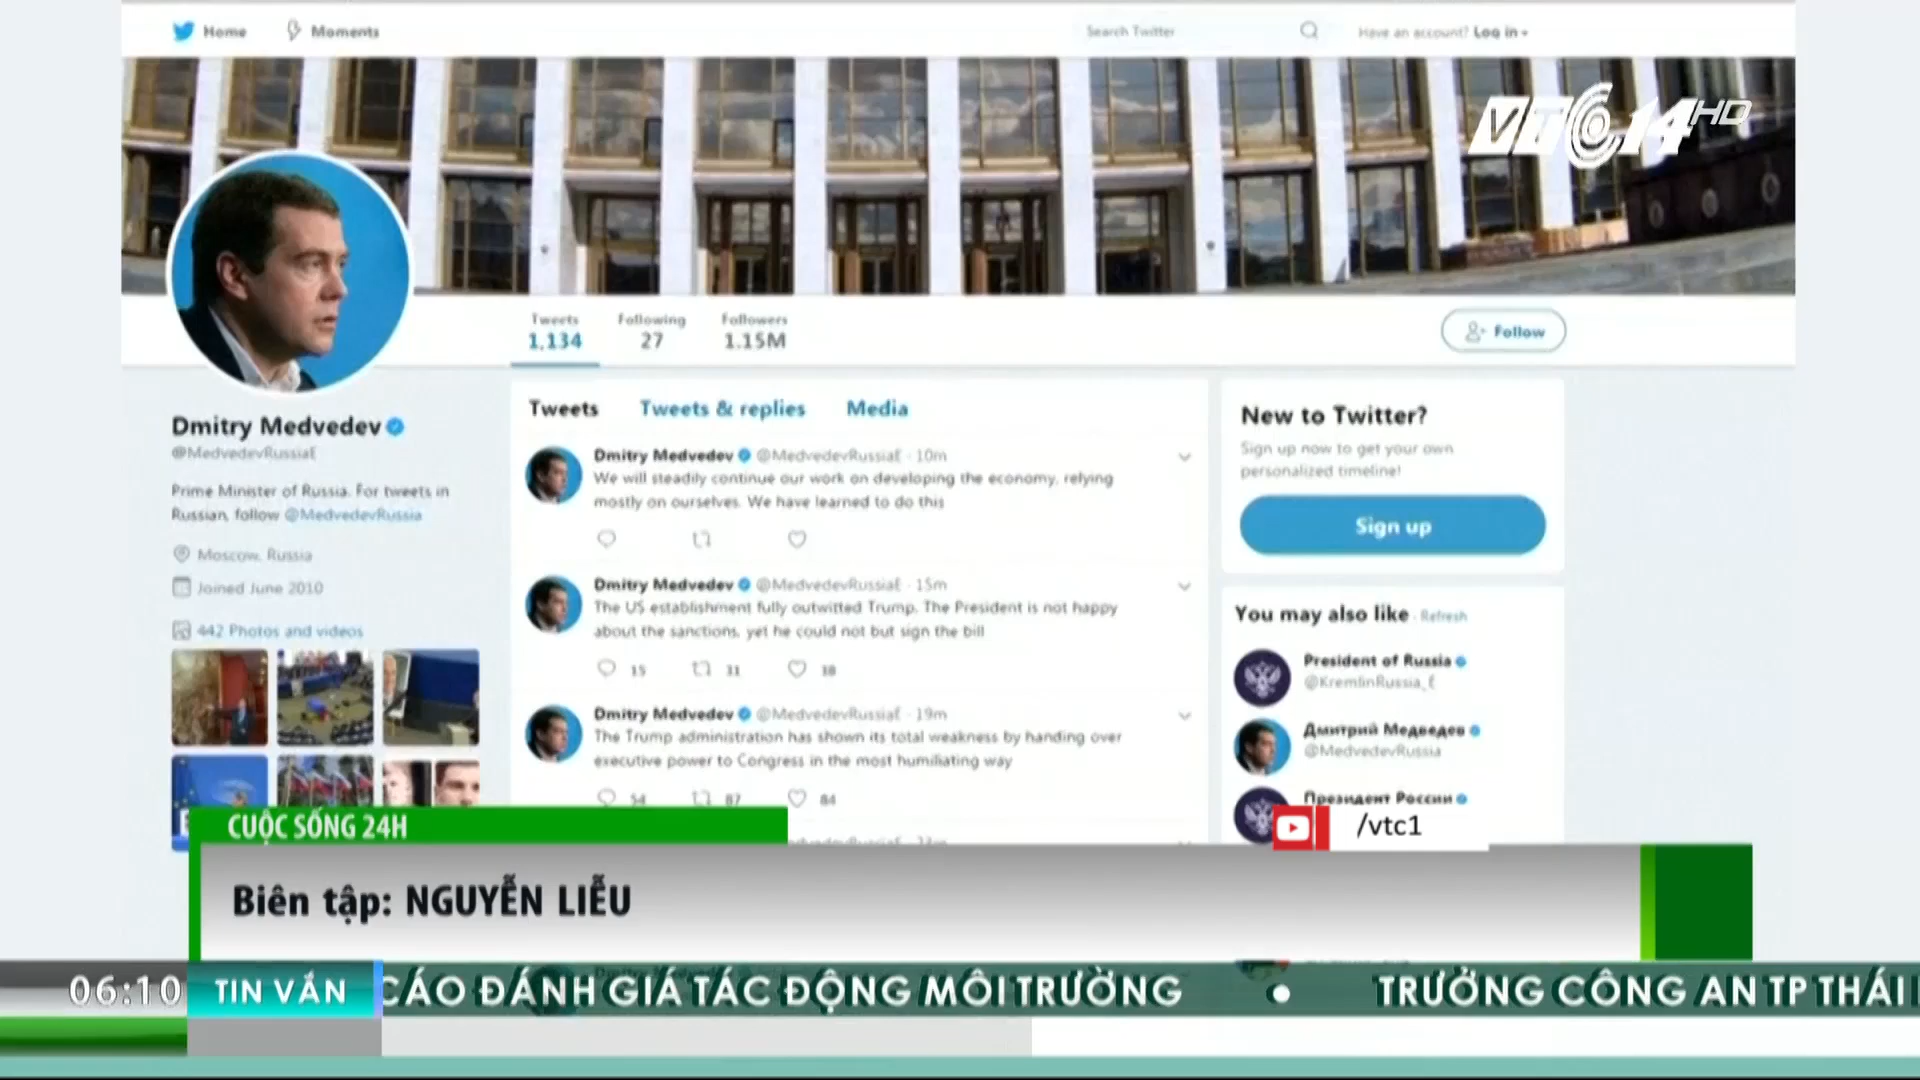 Home
Moments
Search Twitter
Have an account? Log in
VTC14 HD
Tweets
1,134
Following
27
Followers
1.15M
Follow
Dmitry Medvedev
@MedvedevRussiaE
Prime Minister of Russia. For tweets in
Russian, follow @MedvedevRussia
Moscow, Russia
Joined June 2010
442 Photos and videos
Tweets
Tweets & replies
Media
Dmitry Medvedev @MedvedevRussiaE · 10m
We will steadily continue our work on developing the economy, relying
mostly on ourselves. We have learned to do this
Dmitry Medvedev @MedvedevRussiaE · 15m
The US establishment fully outwitted Trump. The President is not happy
about the sanctions, yet he could not but sign the bill
15 31 38
Dmitry Medvedev @MedvedevRussiaE · 19m
The Trump administration has shown its total weakness by handing over
executive power to Congress in the most humiliating way
54 87 84
New to Twitter?
Sign up now to get your own
personalized timeline!
Sign up
You may also like · Refresh
President of Russia
@KremlinRussia_E
Дмитрий Медведев
@MedvedevRussia
Президент России
/vtc1
CUỘC SỐNG 24H
Biên tập: NGUYỄN LIỄU
06:10
TIN VẮN
CÁO ĐÁNH GIÁ TÁC ĐỘNG MÔI TRƯỜNG • TRƯỞNG CÔNG AN TP THÁI